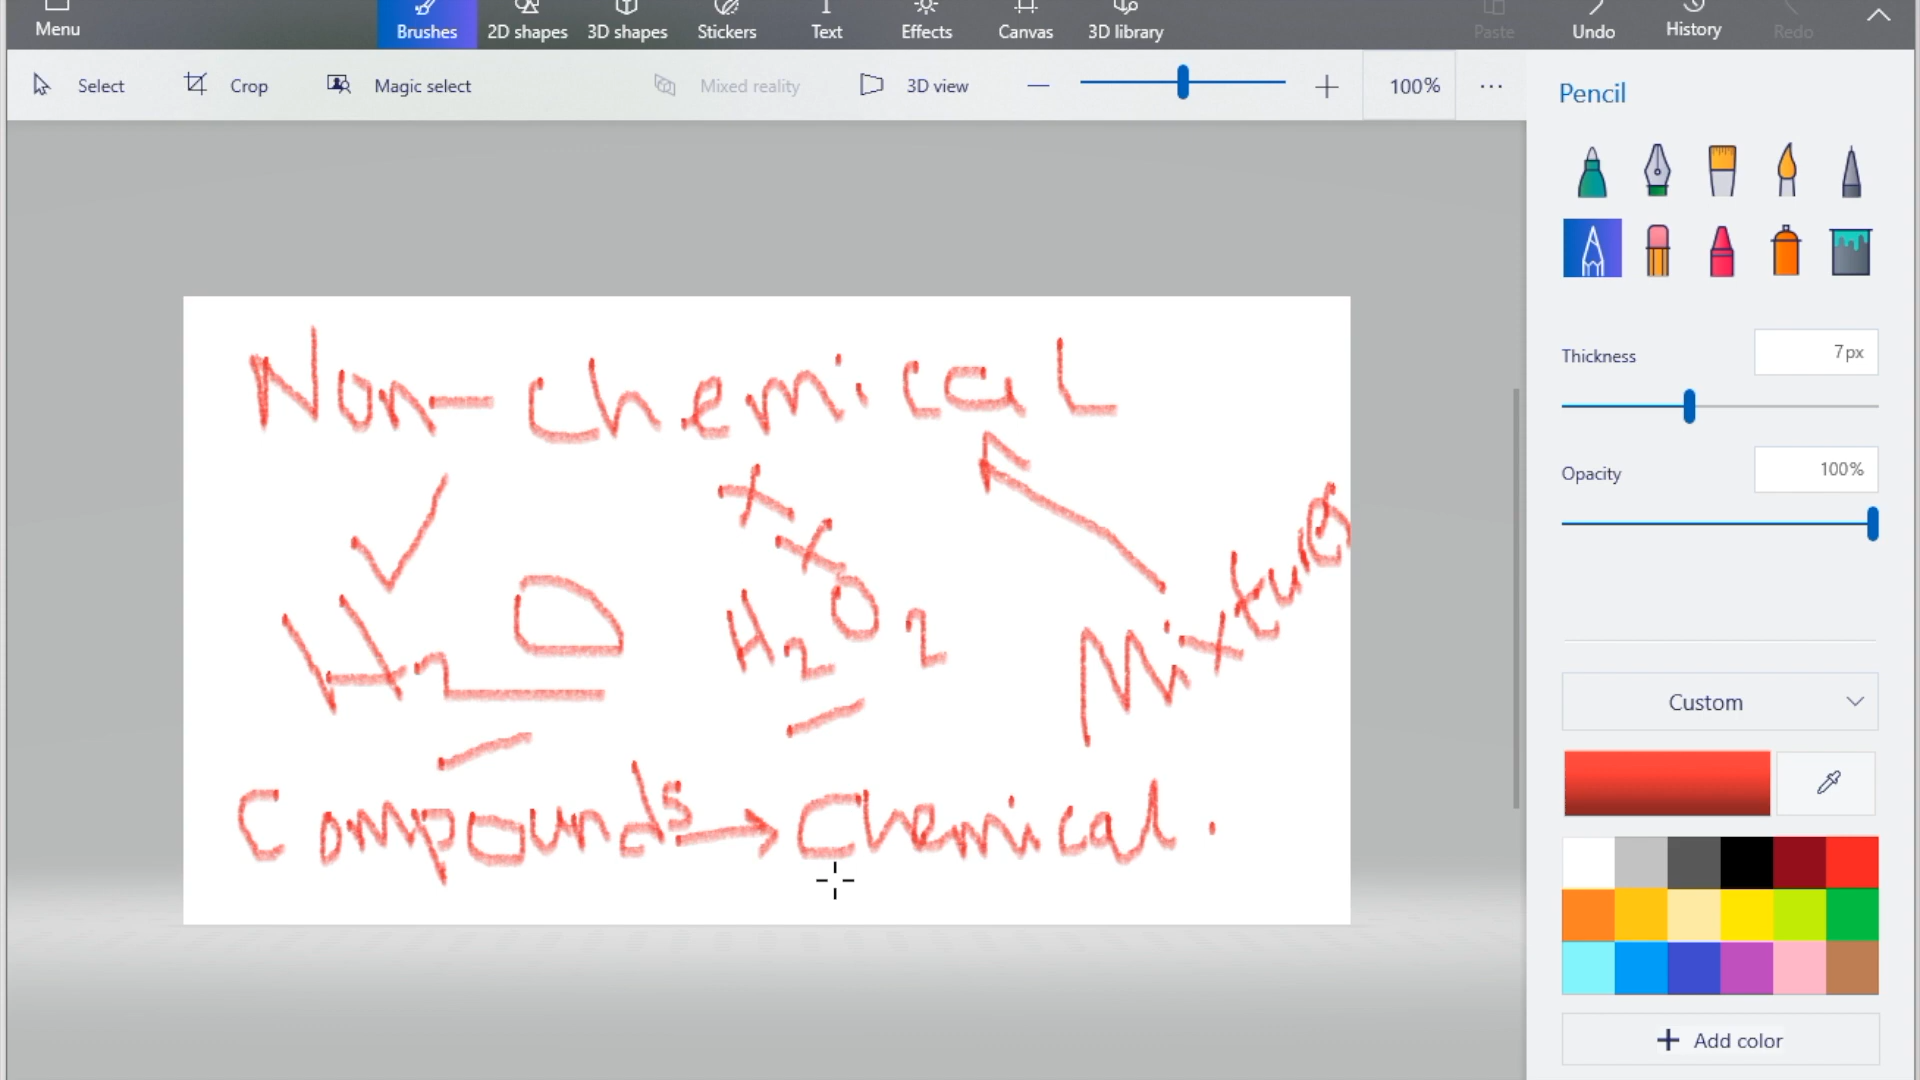 Menu
Brushes
2D shapes
3D shapes
Stickers
Text
Effects
Canvas
3D library
Paste
Undo
History
Redo
Select
Crop
Magic select
Mixed reality
3D view
100%
Pencil
Thickness
7px
Opacity
100%
Custom
Add color
Non-chemical
H2O
H2O2
Mixtures
Compounds → Chemical.